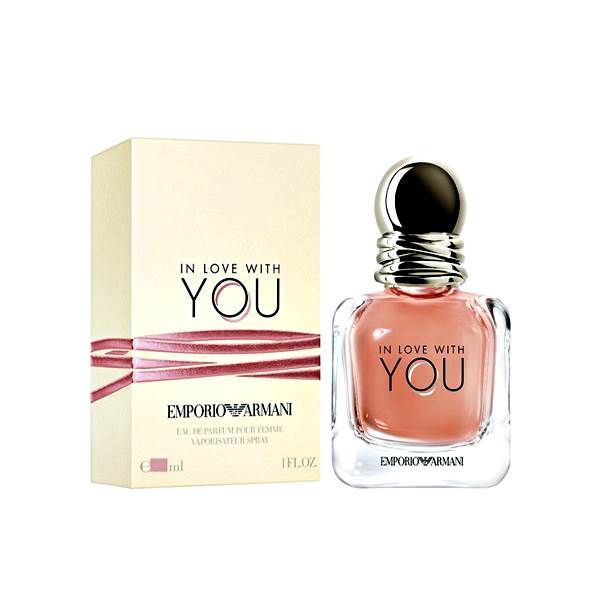 IN LOVE WITH
YOU
EMPORIO ARMANI
EAU DE PARFUM POUR FEMME
VAPORISATEUR SPRAY
e ml 1 FL.OZ.
IN LOVE WITH
YOU
EMPORIO ARMANI